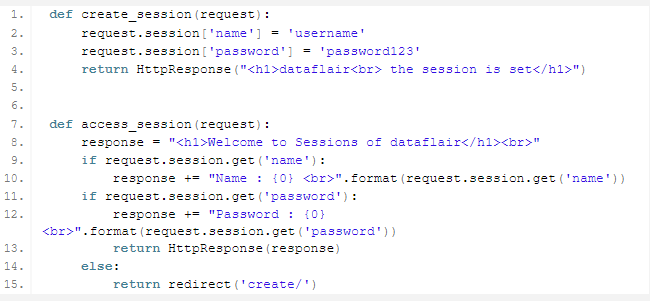 1. def create_session(request):
2.     request.session['name'] = 'username'
3.     request.session['password'] = 'password123'
4.     return HttpResponse("<h1>dataflair<br> the session is set</h1>")
5.
6.
7. def access_session(request):
8.     response = "<h1>Welcome to Sessions of dataflair</h1><br>"
9.     if request.session.get('name'):
10.         response += "Name : {0} <br>".format(request.session.get('name'))
11.     if request.session.get('password'):
12.         response += "Password : {0}
<br>".format(request.session.get('password'))
13.         return HttpResponse(response)
14.     else:
15.         return redirect('create/')